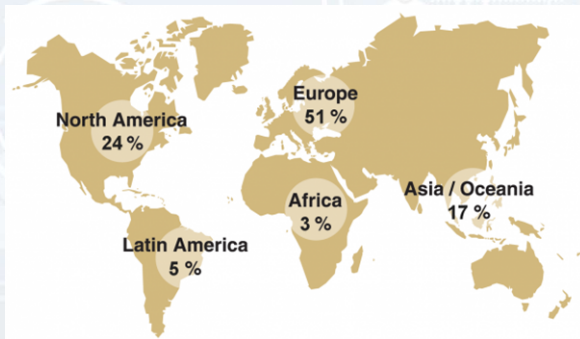 Europe
51 %
North America
24 %
Asia / Oceania
17 %
Africa
3 %
Latin America
5 %